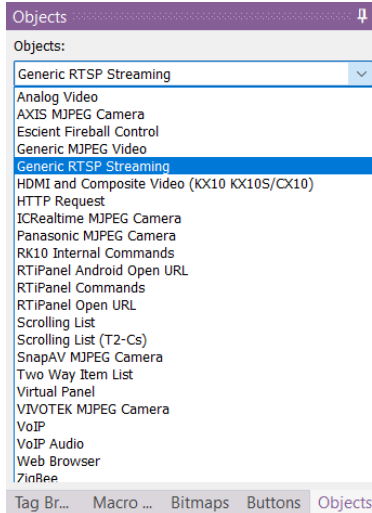 Objects
Objects:
Generic RTSP Streaming
Analog Video
AXIS MJPEG Camera
Escient Fireball Control
Generic MJPEG Video
Generic RTSP Streaming
HDMI and Composite Video (KX10 KX10S/CX10)
HTTP Request
ICRealtime MJPEG Camera
Panasonic MJPEG Camera
RK10 Internal Commands
RTiPanel Android Open URL
RTiPanel Commands
RTiPanel Open URL
Scrolling List
Scrolling List (T2-Cs)
SnapAV MJPEG Camera
Two Way Item List
Virtual Panel
VIVOTEK MJPEG Camera
VoIP
VoIP Audio
Web Browser
ZigBee
Tag Br... Macro ... Bitmaps Buttons Objects